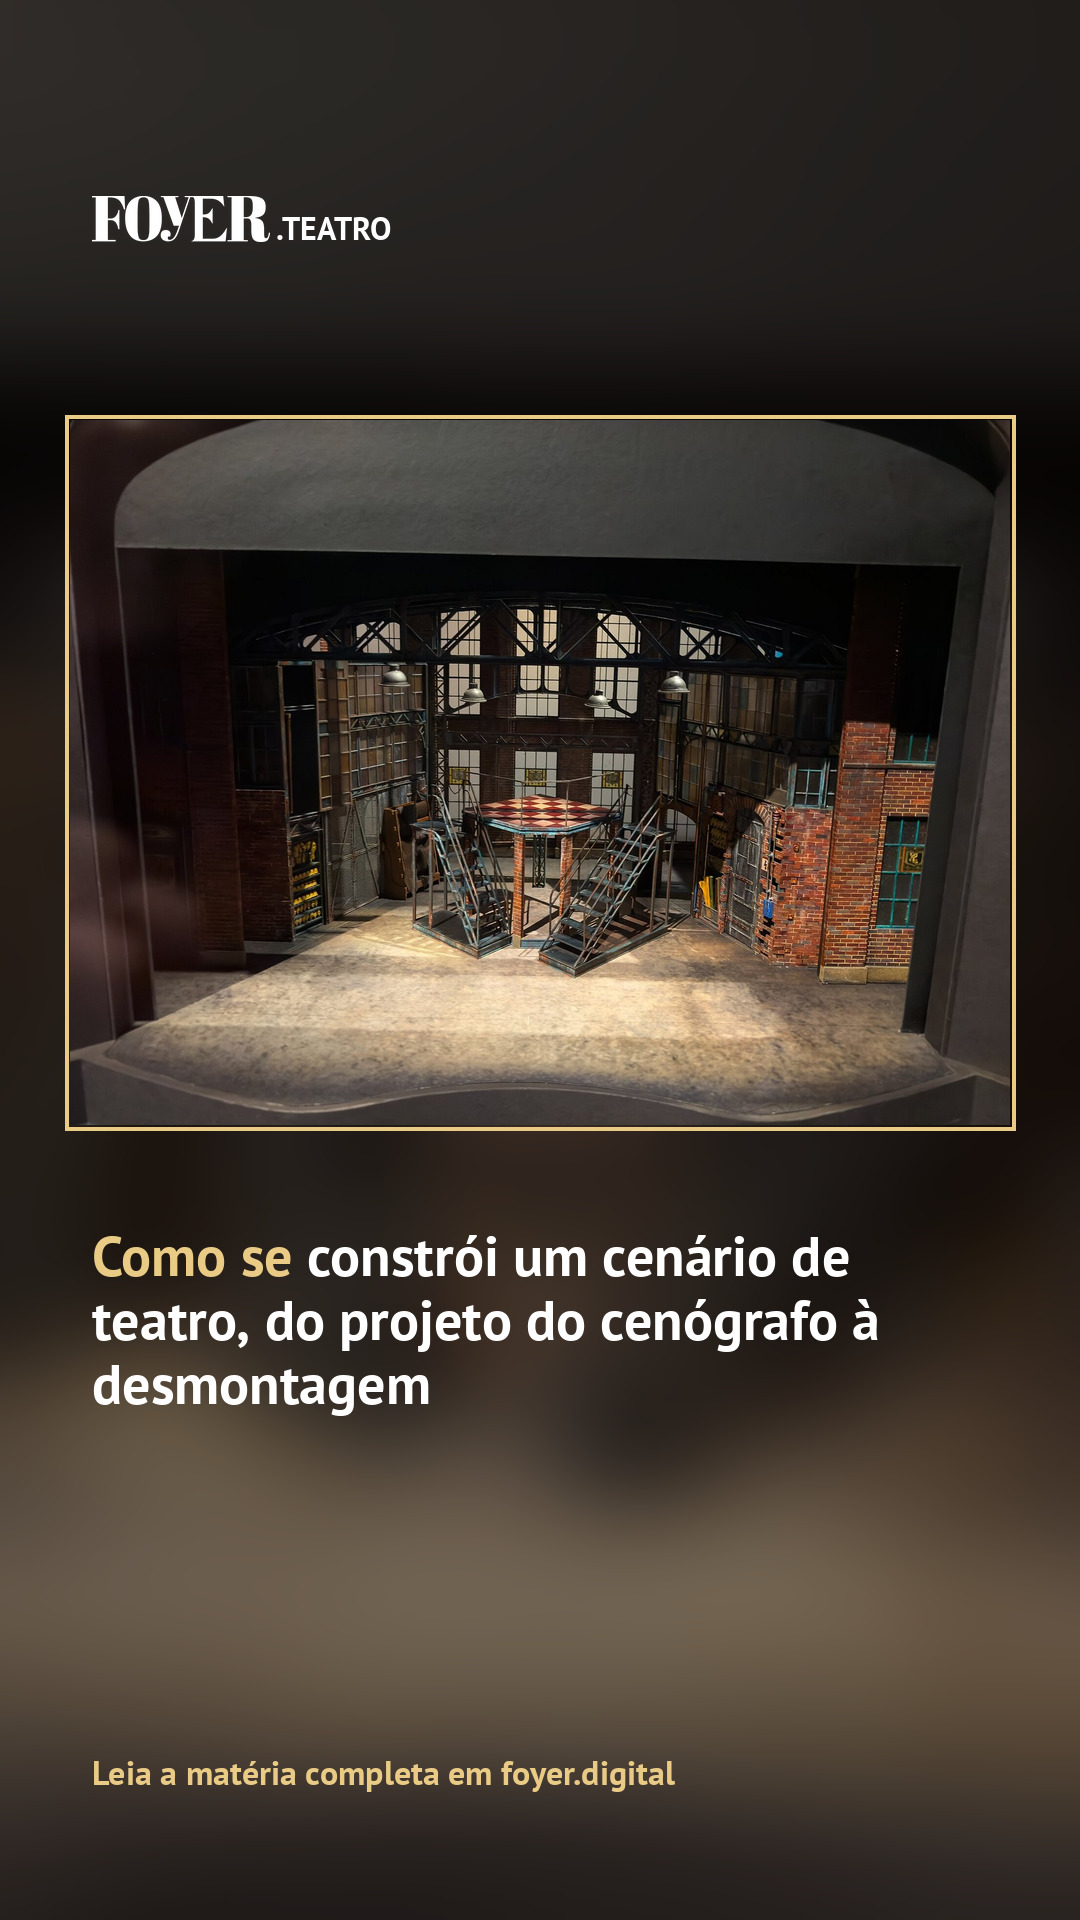 FOYER .TEATRO
Como se constrói um cenário de
teatro, do projeto do cenógrafo à
desmontagem
Leia a matéria completa em foyer.digital